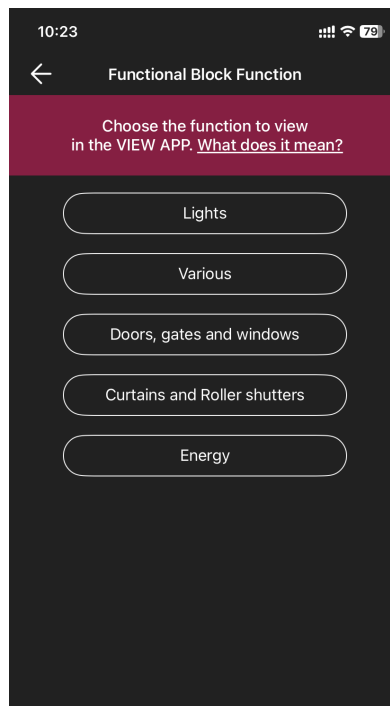 10:23
79
Functional Block Function
Choose the function to view
in the VIEW APP. What does it mean?
Lights
Various
Doors, gates and windows
Curtains and Roller shutters
Energy